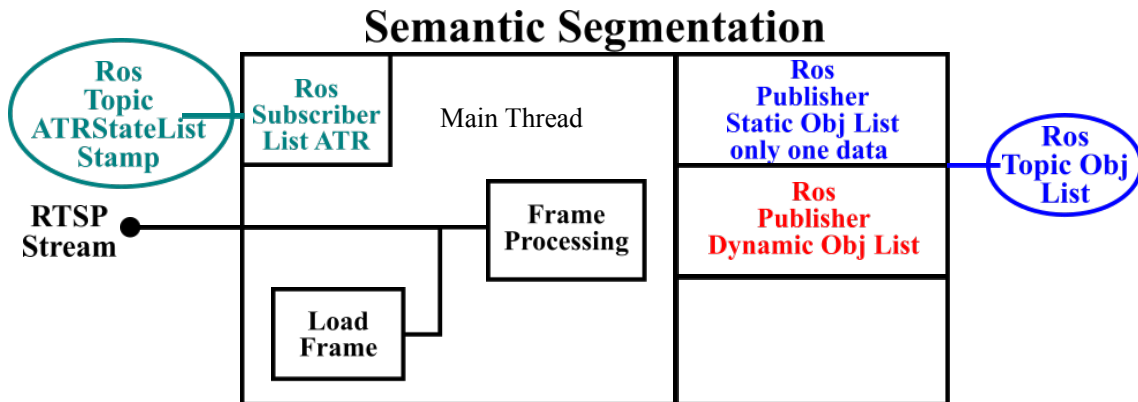 Semantic Segmentation
Ros
Topic
ATRStateList
Stamp
Ros
Subscriber
List ATR
Main Thread
Ros
Publisher
Static Obj List
only one data
Ros
Topic Obj
List
RTSP
Stream
Frame
Processing
Ros
Publisher
Dynamic Obj List
Load
Frame